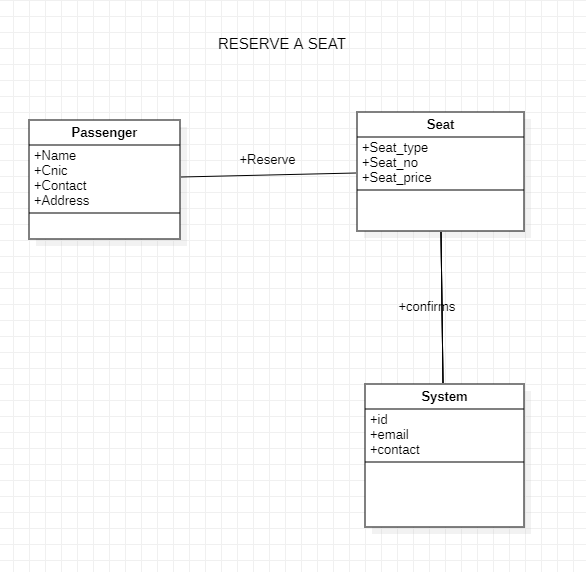 RESERVE A SEAT
Passenger
+Name
+Cnic
+Contact
+Address
+Reserve
Seat
+Seat_type
+Seat_no
+Seat_price
+confirms
System
+id
+email
+contact